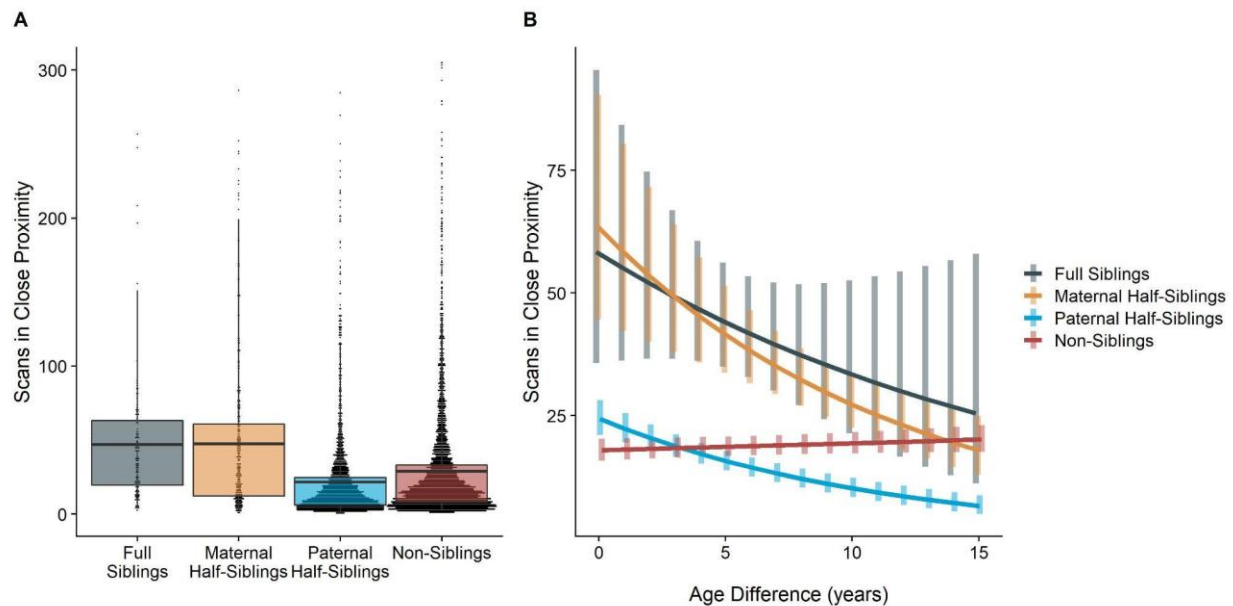 A
Scans in Close Proximity
300
200
100
0
Full
Siblings
Maternal
Half-Siblings
Paternal
Half-Siblings
Non-Siblings
B
Scans in Close Proximity
75
50
25
0
5
10
15
Age Difference (years)
Full Siblings
Maternal Half-Siblings
Paternal Half-Siblings
Non-Siblings